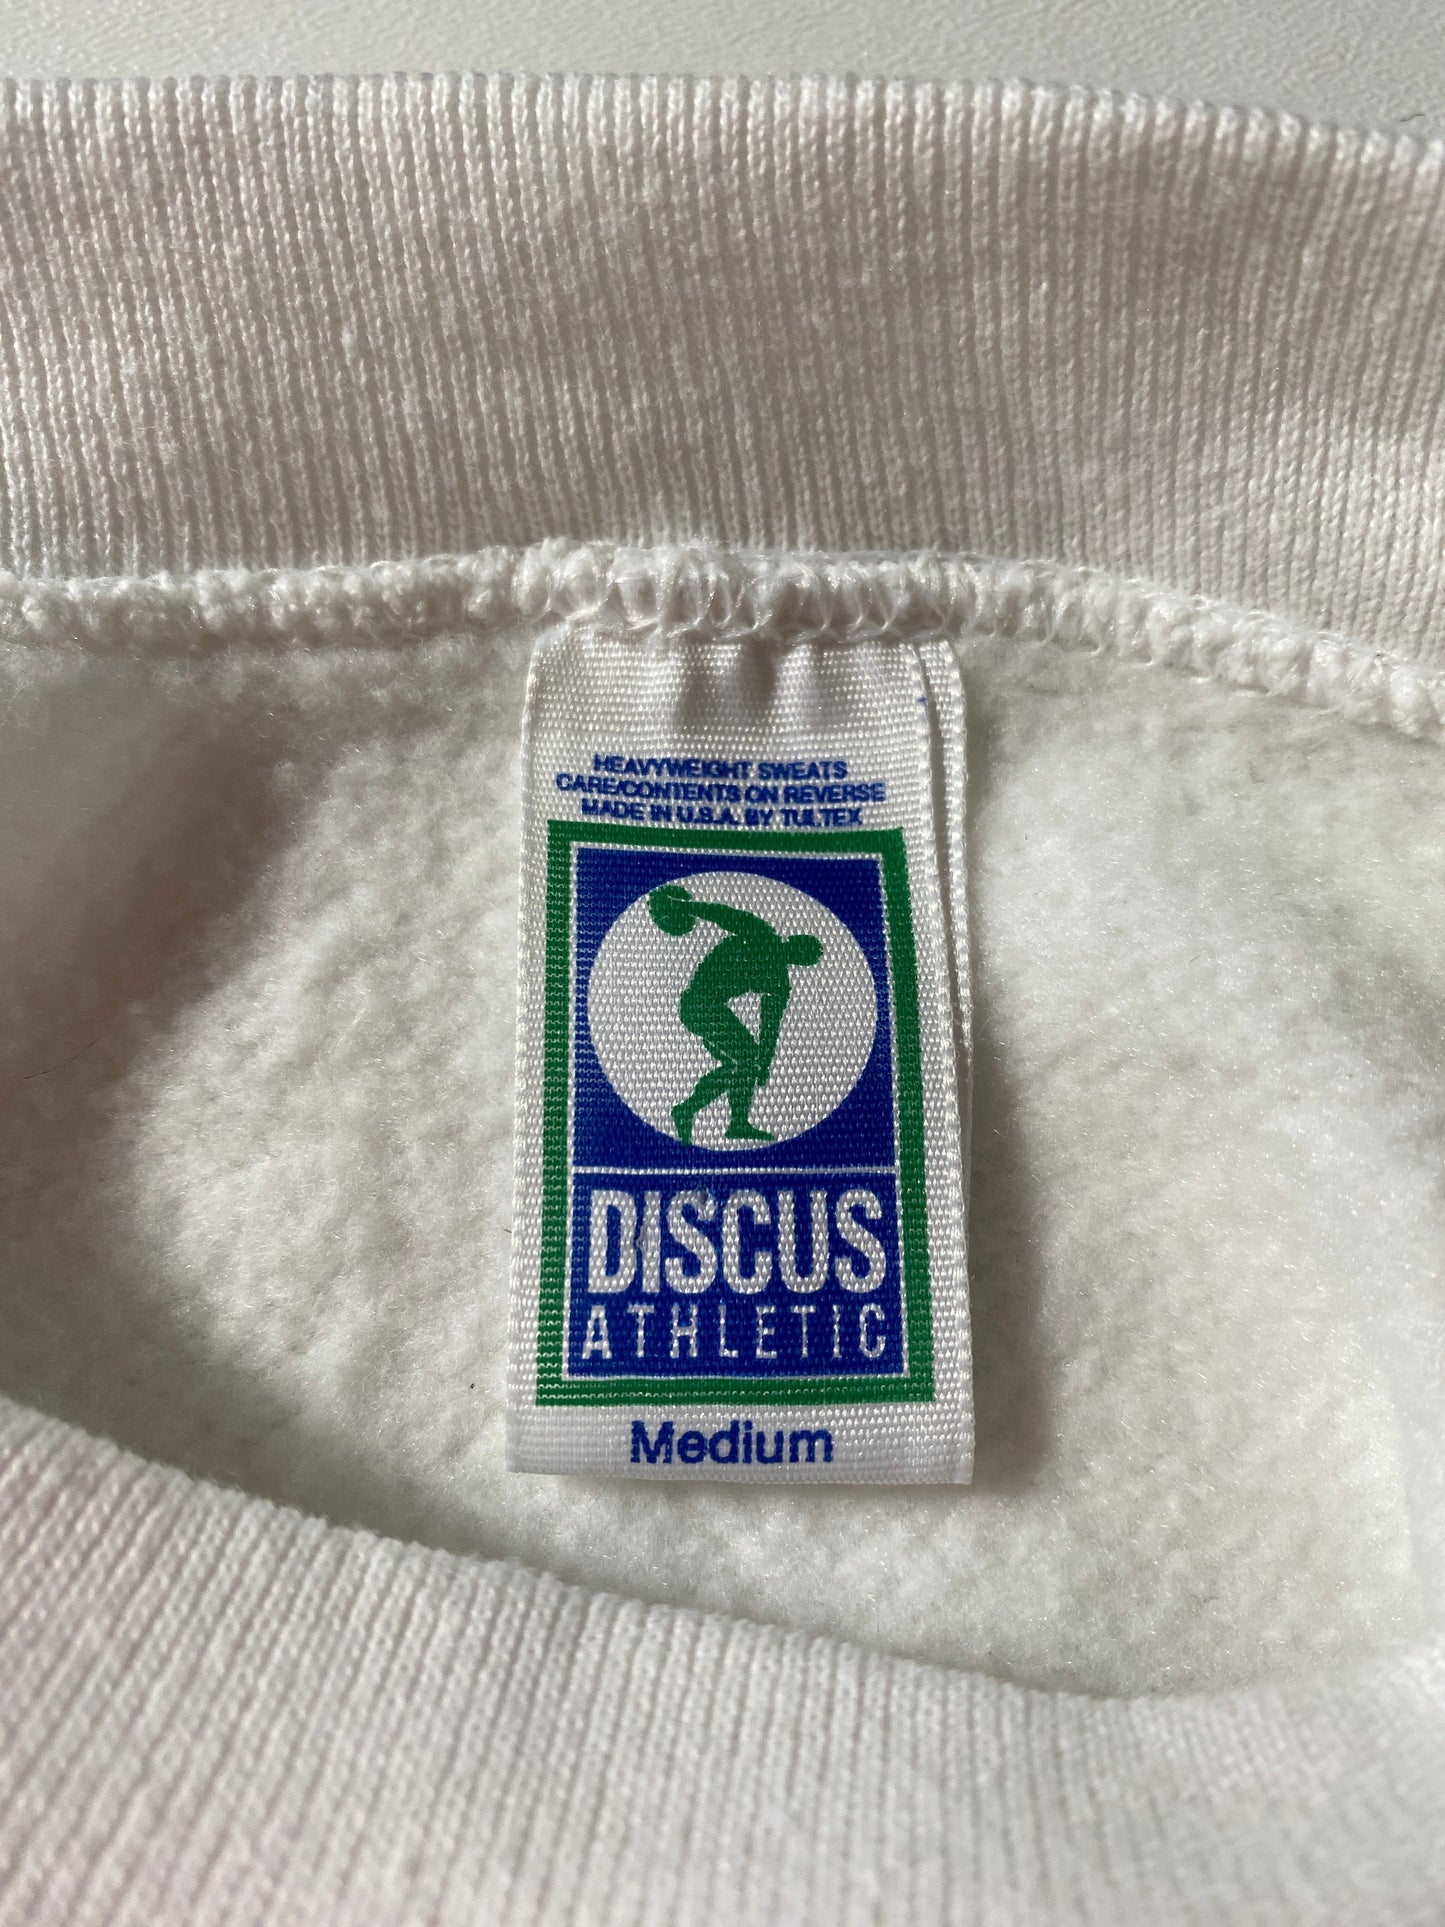 HEAVYWEIGHT SWEATS
CARE/CONTENTS ON REVERSE
MADE IN U.S.A. BY TULTEX
DISCUS
ATHLETIC
Medium